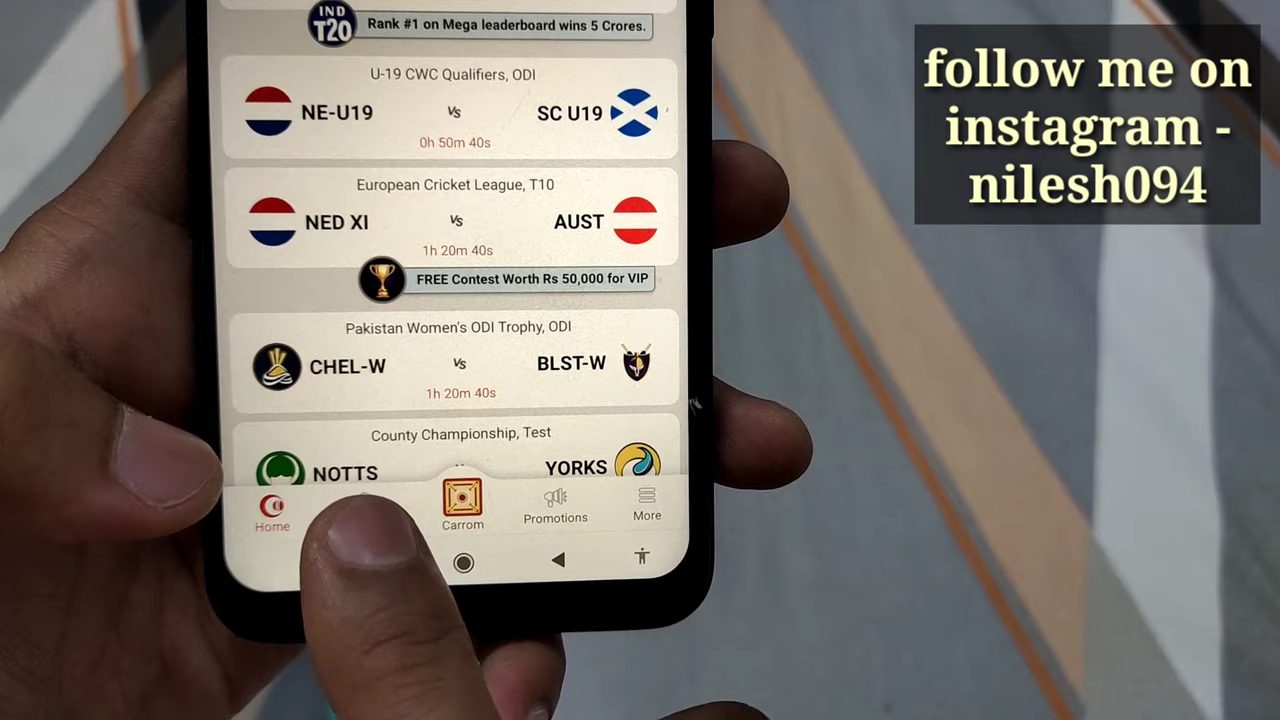 IND
T20
Rank #1 on Mega leaderboard wins 5 Crores.
U-19 CWC Qualifiers, ODI
NE-U19 Vs SC U19
0h 50m 40s
European Cricket League, T10
NED XI Vs AUST
1h 20m 40s
FREE Contest Worth Rs 50,000 for VIP
Pakistan Women's ODI Trophy, ODI
CHEL-W Vs BLST-W
1h 20m 40s
County Championship, Test
NOTTS YORKS
Home Carrom Promotions More
follow me on
instagram -
nilesh094